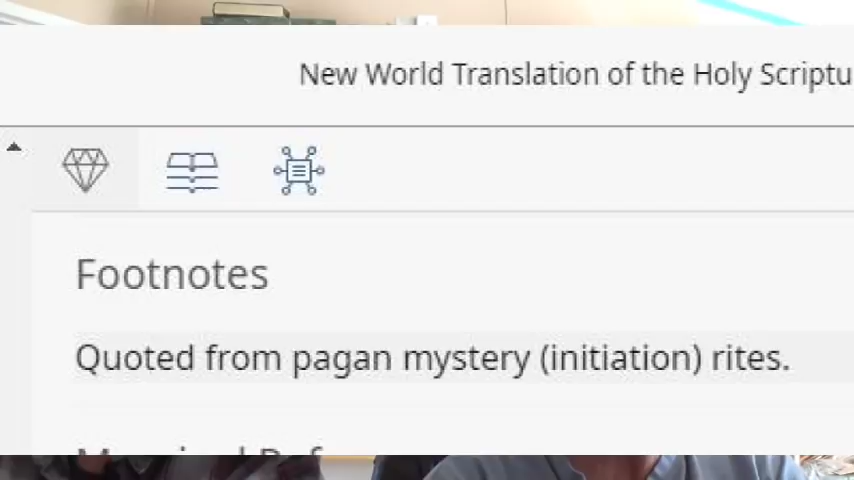 New World Translation of the Holy Scriptu
Footnotes
Quoted from pagan mystery (initiation) rites.